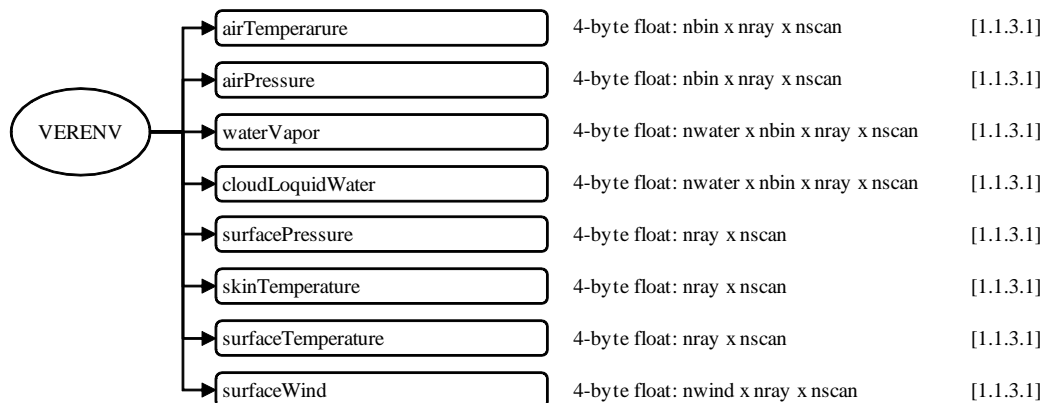 airTemperarure 4-byte float: nbin x nray x nscan [1.1.3.1]
airPressure 4-byte float: nbin x nray x nscan [1.1.3.1]
VERENV waterVapor 4-byte float: nwater x nbin x nray x nscan [1.1.3.1]
cloudLoquidWater 4-byte float: nwater x nbin x nray x nscan [1.1.3.1]
surfacePressure 4-byte float: nray x nscan [1.1.3.1]
skinTemperature 4-byte float: nray x nscan [1.1.3.1]
surfaceTemperature 4-byte float: nray x nscan [1.1.3.1]
surfaceWind 4-byte float: nwind x nray x nscan [1.1.3.1]